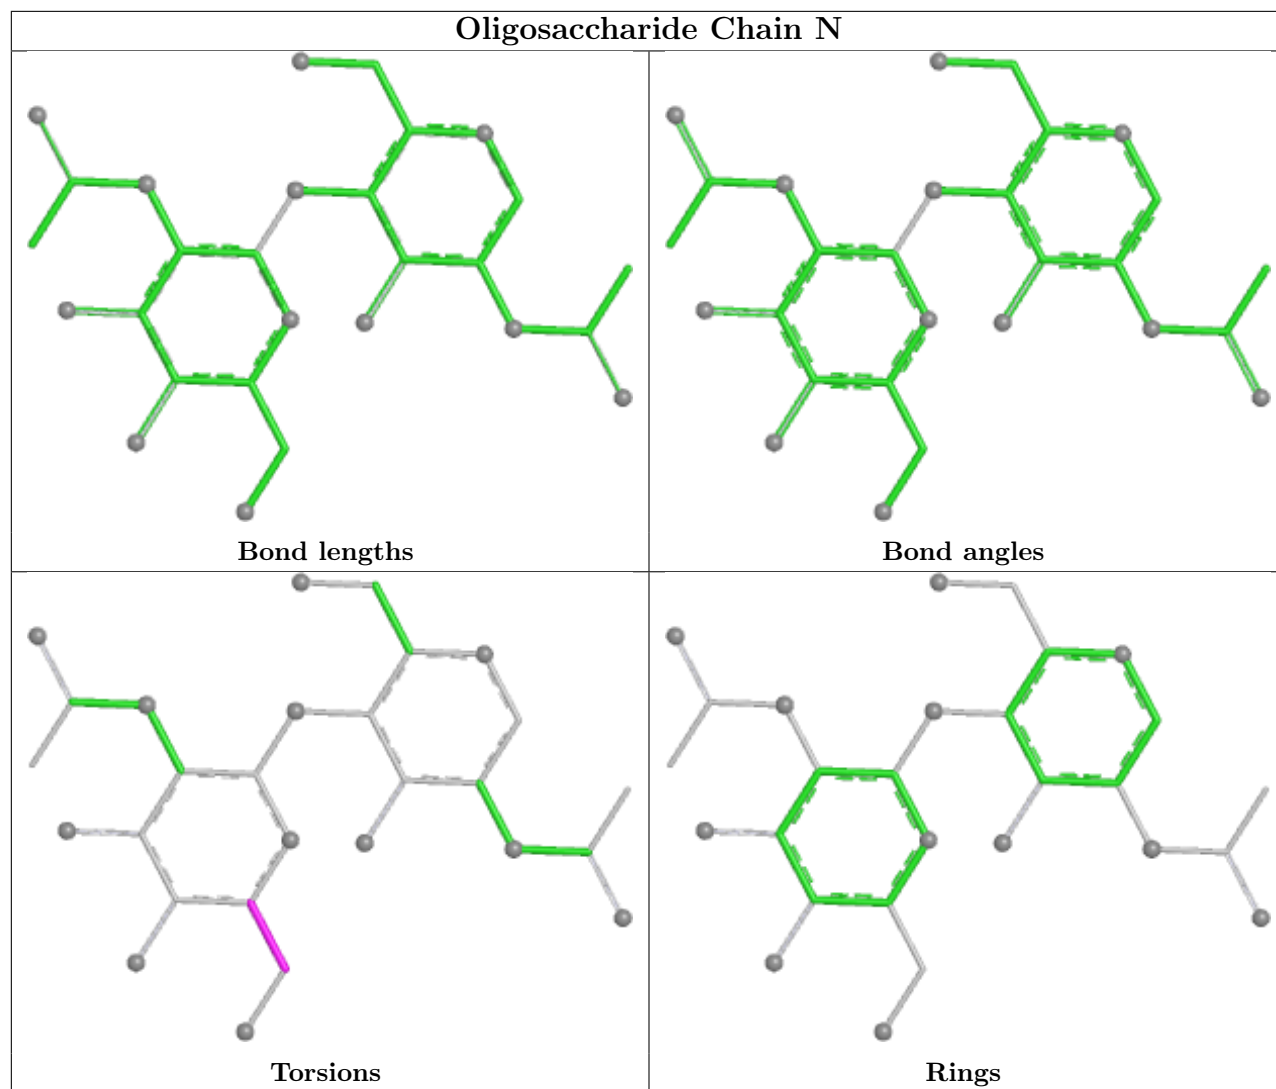 Oligosaccharide Chain N
Bond lengths
Bond angles
Torsions
Rings